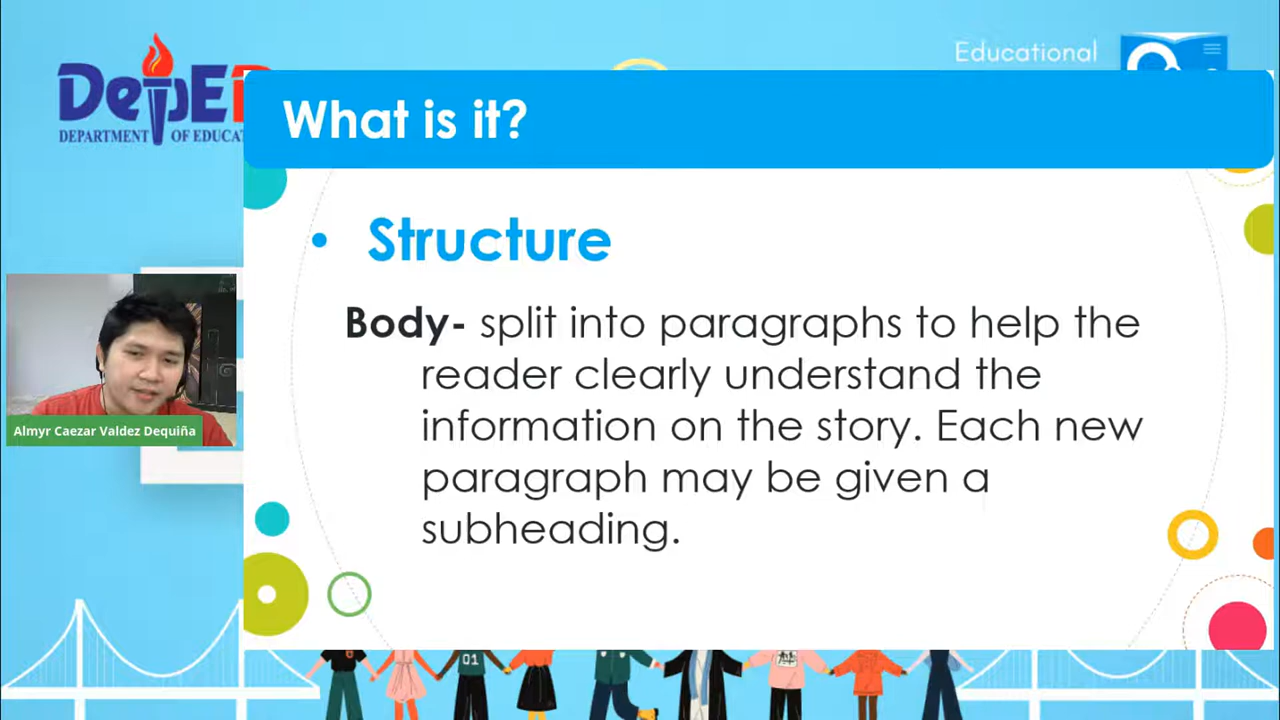 Educational
DepE
DEPARTMENT OF EDUCAT
What is it?
• Structure
Body- split into paragraphs to help the
reader clearly understand the
information on the story. Each new
paragraph may be given a
subheading.
Almyr Caezar Valdez Dequiña
01